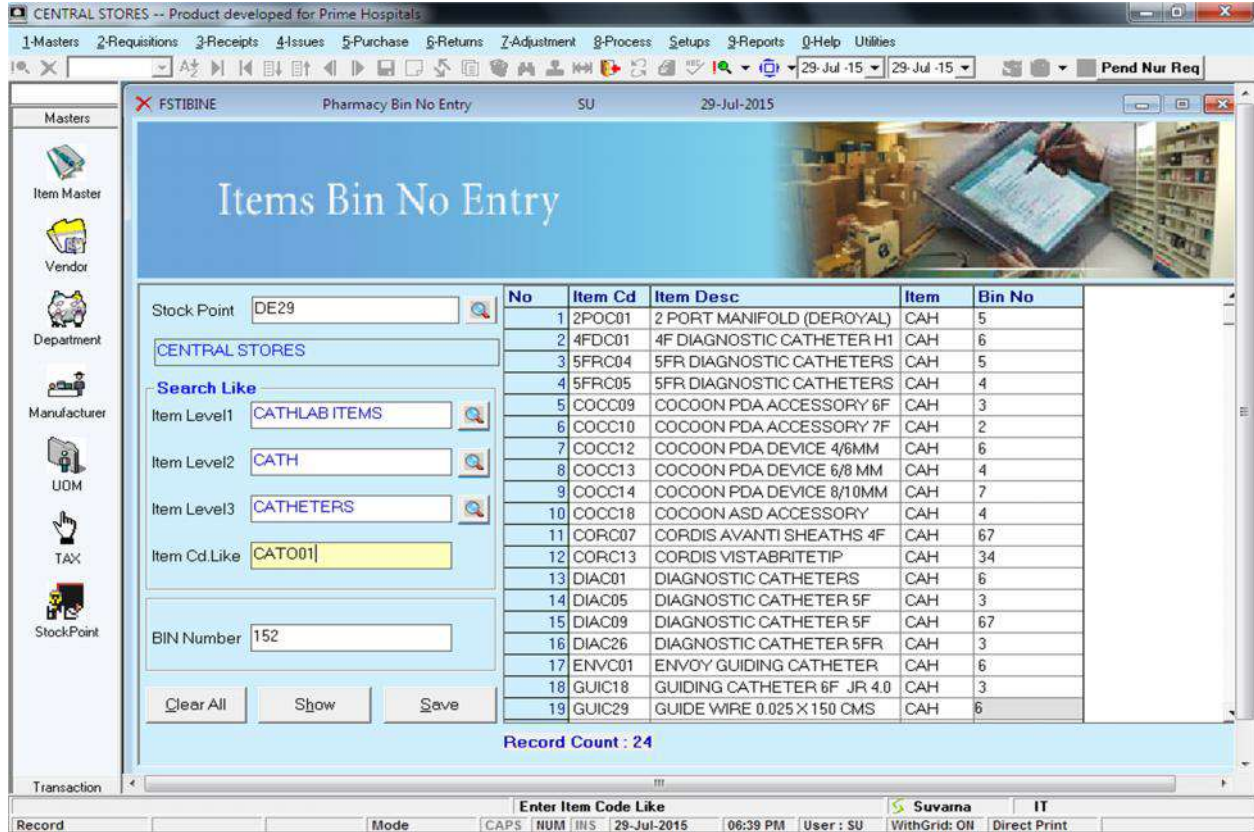 CENTRAL STORES -- Product developed for Prime Hospitals
1-Masters 2-Requisitions 3-Receipts 4-Issues 5-Purchase 6-Returns 7-Adjustment 8-Process Setups 9-Reports 0-Help Utilities
29-Jul-15 29-Jul-15 Pend Nur Req
Masters
Item Master
Vendor
Department
Manufacturer
UOM
TAX
StockPoint
Transaction
FSTIBINE Pharmacy Bin No Entry SU 29-Jul-2015
Items Bin No Entry
Stock Point DE29
CENTRAL STORES
Search Like
Item Level1 CATHLAB ITEMS
Item Level2 CATH
Item Level3 CATHETERS
Item Cd.Like CATO01
BIN Number 152
Clear All Show Save
No Item Cd Item Desc Item Bin No
1 2POC01 2 PORT MANIFOLD (DEROYAL) CAH 5
2 4FDC01 4F DIAGNOSTIC CATHETER H1 CAH 6
3 5FRC04 5FR DIAGNOSTIC CATHETERS CAH 5
4 5FRC05 5FR DIAGNOSTIC CATHETERS CAH 4
5 COCC09 COCOON PDA ACCESSORY 6F CAH 3
6 COCC10 COCOON PDA ACCESSORY 7F CAH 2
7 COCC12 COCOON PDA DEVICE 4/6MM CAH 6
8 COCC13 COCOON PDA DEVICE 6/8 MM CAH 4
9 COCC14 COCOON PDA DEVICE 8/10MM CAH 7
10 COCC18 COCOON ASD ACCESSORY CAH 4
11 CORC07 CORDIS AVANTI SHEATHS 4F CAH 67
12 CORC13 CORDIS VISTABRITETIP CAH 34
13 DIAC01 DIAGNOSTIC CATHETERS CAH 6
14 DIAC05 DIAGNOSTIC CATHETER 5F CAH 3
15 DIAC09 DIAGNOSTIC CATHETER 5F CAH 67
16 DIAC26 DIAGNOSTIC CATHETER 5FR CAH 3
17 ENVC01 ENVOY GUIDING CATHETER CAH 6
18 GUIC18 GUIDING CATHETER 6F JR 4.0 CAH 3
19 GUIC29 GUIDE WIRE 0.025 X 150 CMS CAH 6
Record Count : 24
Enter Item Code Like Suvarna IT
Record Mode CAPS NUM INS 29-Jul-2015 06:39 PM User : SU WithGrid: ON Direct Print